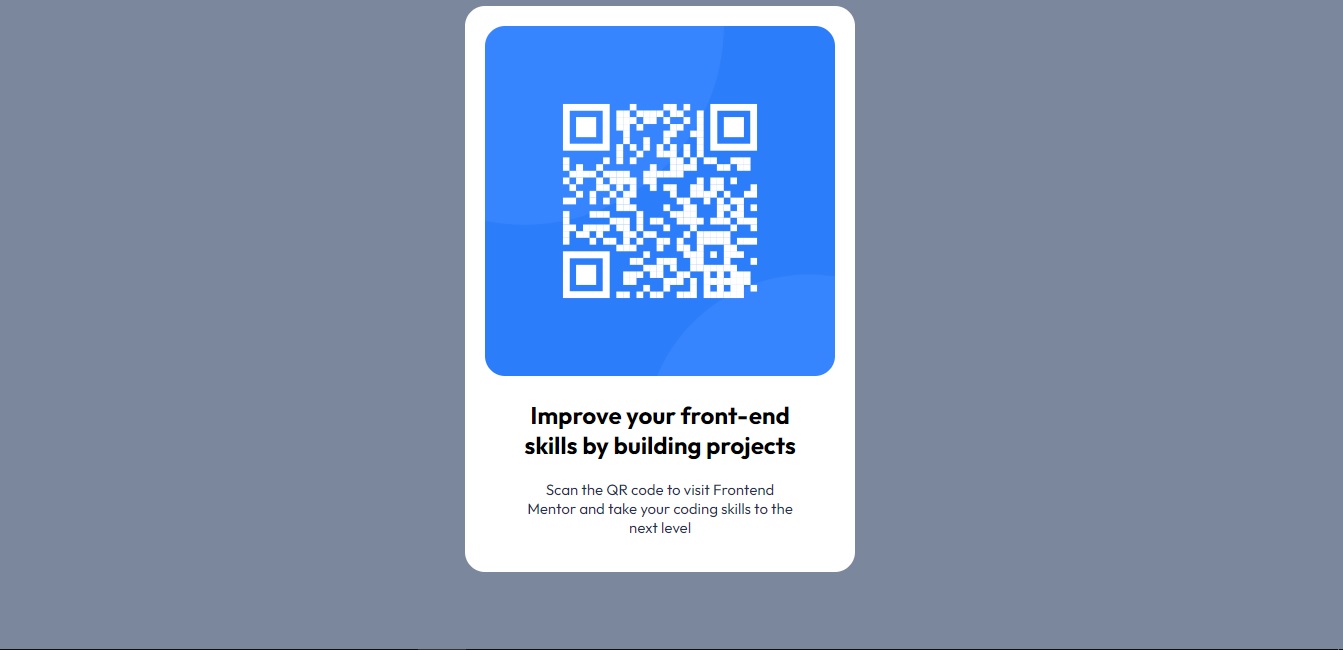 Improve your front-end
skills by building projects
Scan the QR code to visit Frontend
Mentor and take your coding skills to the
next level